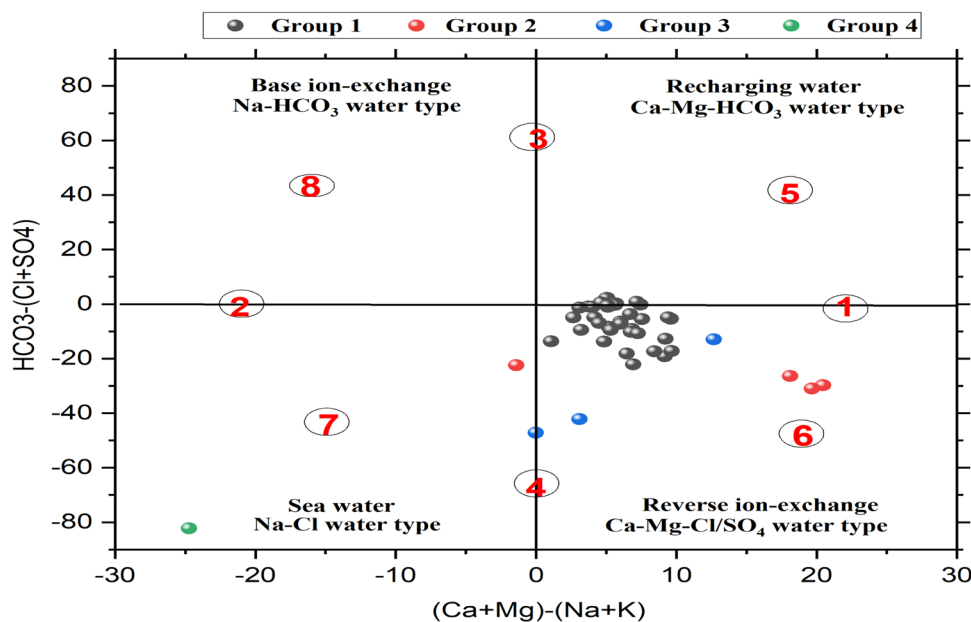 Group 1 Group 2 Group 3 Group 4
Base ion-exchange
Na-HCO₃ water type
Recharging water
Ca-Mg-HCO₃ water type
3
8
5
2
1
7
6
4
Sea water
Na-Cl water type
Reverse ion-exchange
Ca-Mg-Cl/SO₄ water type
80
60
40
20
0
-20
-40
-60
-80
HCO3-(Cl+SO4)
-30 -20 -10 0 10 20 30
(Ca+Mg)-(Na+K)